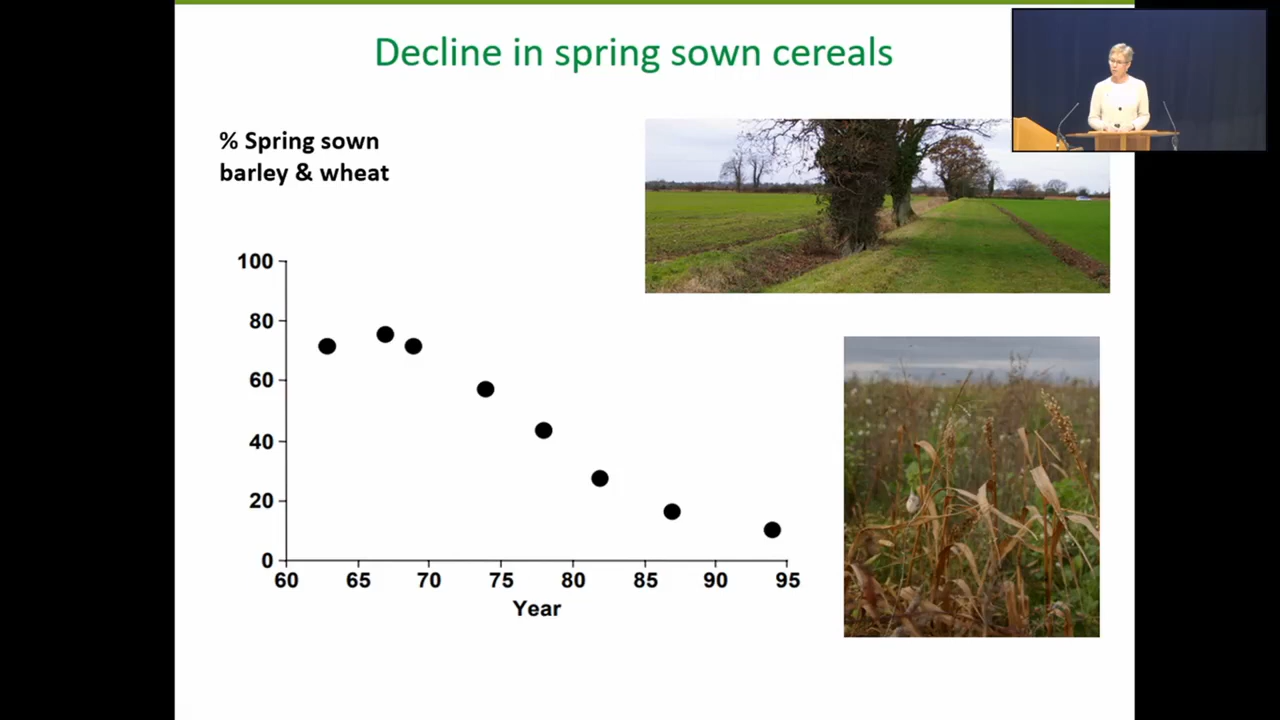 Decline in spring sown cereals
% Spring sown
barley & wheat
100
80
60
40
20
0
60 65 70 75 80 85 90 95
Year